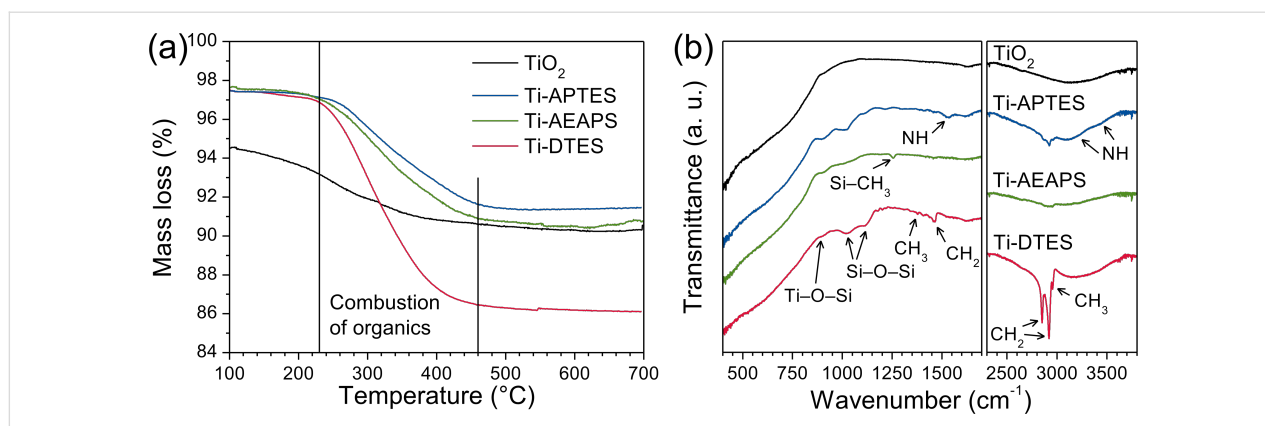 (a)
100
98
96
94
92
90
88
86
84
Mass loss (%)
TiO₂
Ti-APTES
Ti-AEAPS
Ti-DTES
Combustion
of organics
100 200 300 400 500 600 700
Temperature (°C)
(b)
Transmittance (a. u.)
NH
Si–CH₃
CH₃
CH₂
Si–O–Si
Ti–O–Si
500 750 1000 1250 1500
TiO₂
Ti-APTES
NH
Ti-AEAPS
Ti-DTES
CH₃
CH₂
2500 3000 3500
Wavenumber (cm⁻¹)